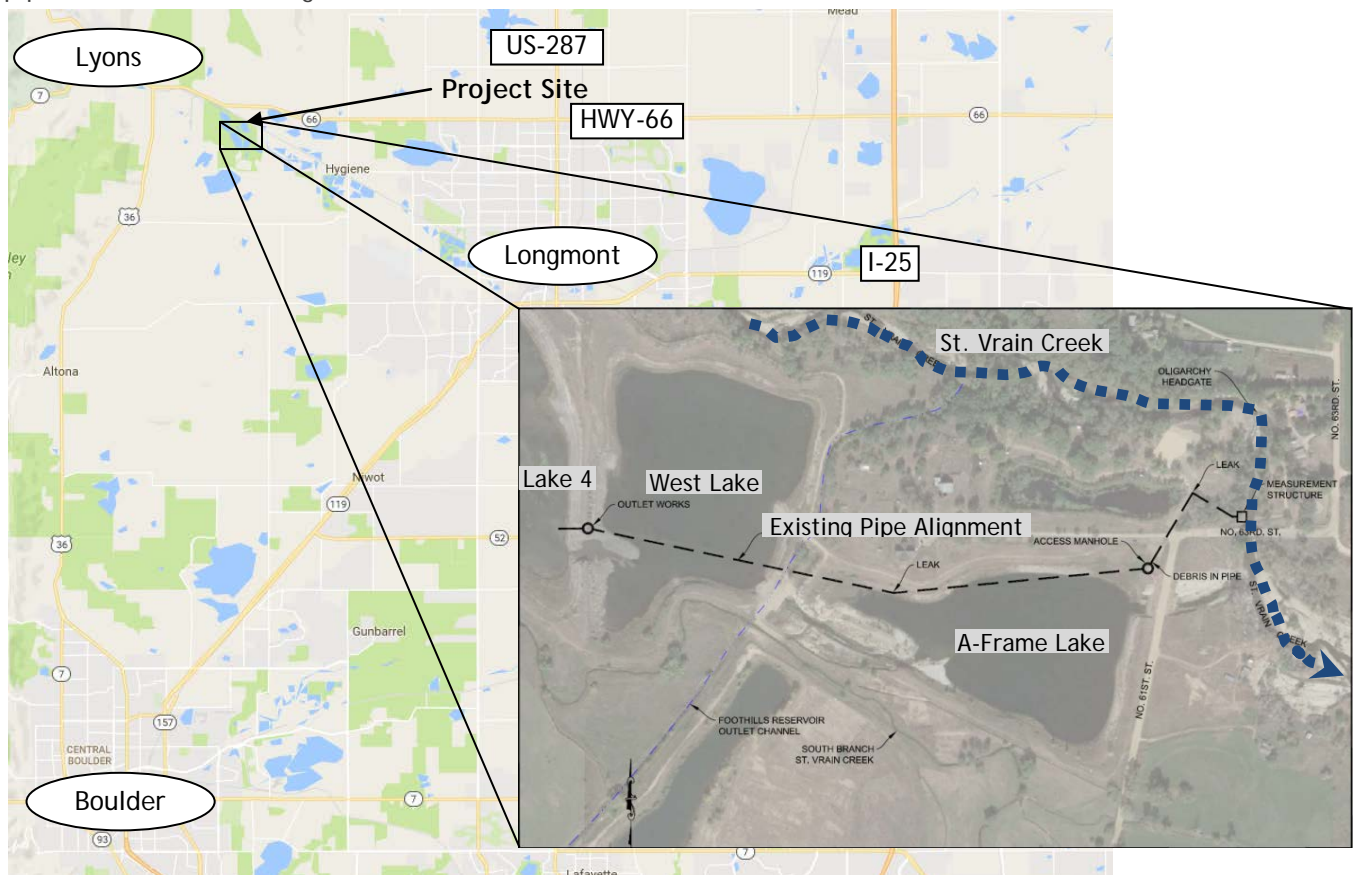 Mead
Lyons
US-287
7
Project Site
66
HWY-66
66
Hygiene
36
Longmont
I-25
119
St. Vrain Creek
OLIGARCHY
HEADGATE
NO. 63RD. ST.
Altona
LEAK
Lake 4
West Lake
MEASUREMENT
STRUCTURE
OUTLET WORKS
Existing Pipe Alignment
NO. 63RD. ST.
ACCESS MANHOLE
Niwot
119
52
LEAK
DEBRIS IN PIPE
36
ST. VRAIN CREEK
Gunbarrel
A-Frame Lake
NO. 61ST. ST.
7
157
FOOTHILLS RESERVOIR
OUTLET CHANNEL
SOUTH BRANCH
ST. VRAIN CREEK
CENTRAL
BOULDER
Boulder
7
93
7
Lafayette